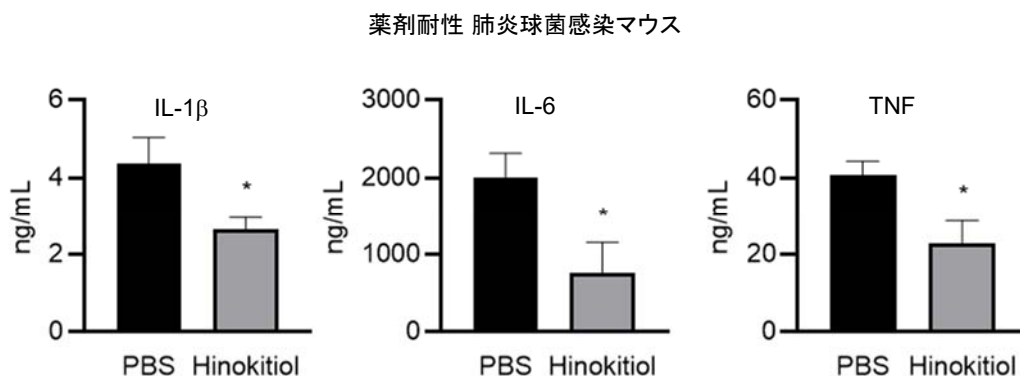 薬剤耐性 肺炎球菌感染マウス
IL-1β
ng/mL
6
4
2
0
*
PBS Hinokitiol
IL-6
ng/mL
3000
2000
1000
0
*
PBS Hinokitiol
TNF
ng/mL
60
40
20
0
*
PBS Hinokitiol